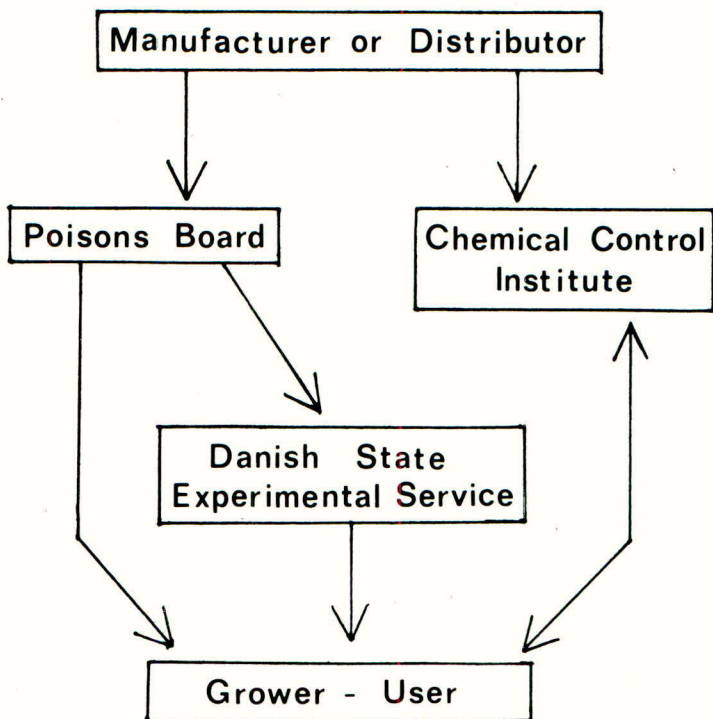 Manufacturer or Distributor
Poisons Board
Chemical Control
Institute
Danish State
Experimental Service
Grower - User